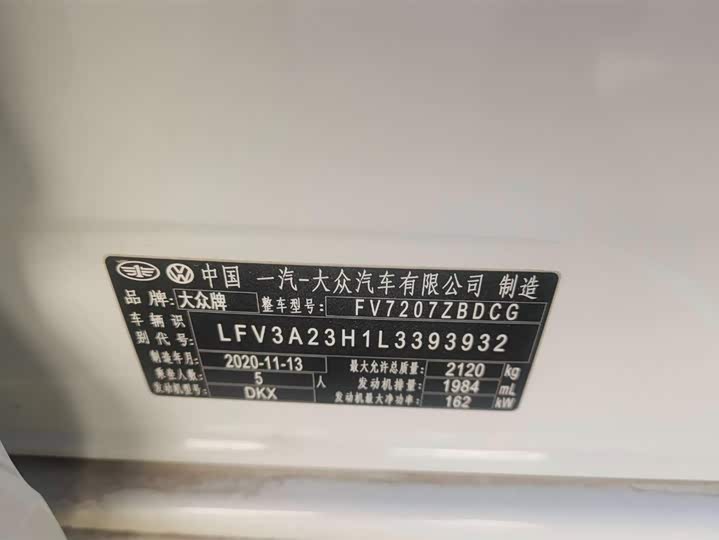 中国 一汽-大众汽车有限公司 制造
品 牌: 大众牌 整车型号: FV7207ZBDCG
车 辆 识
别 代 号: LFV3A23H1L3393932
制造年月: 2020-11-13 最大允许总质量: 2120 kg
乘坐人数: 5 人 发动机排量: 1984 mL
发动机型号: DKX 发动机最大净功率: 162 kW